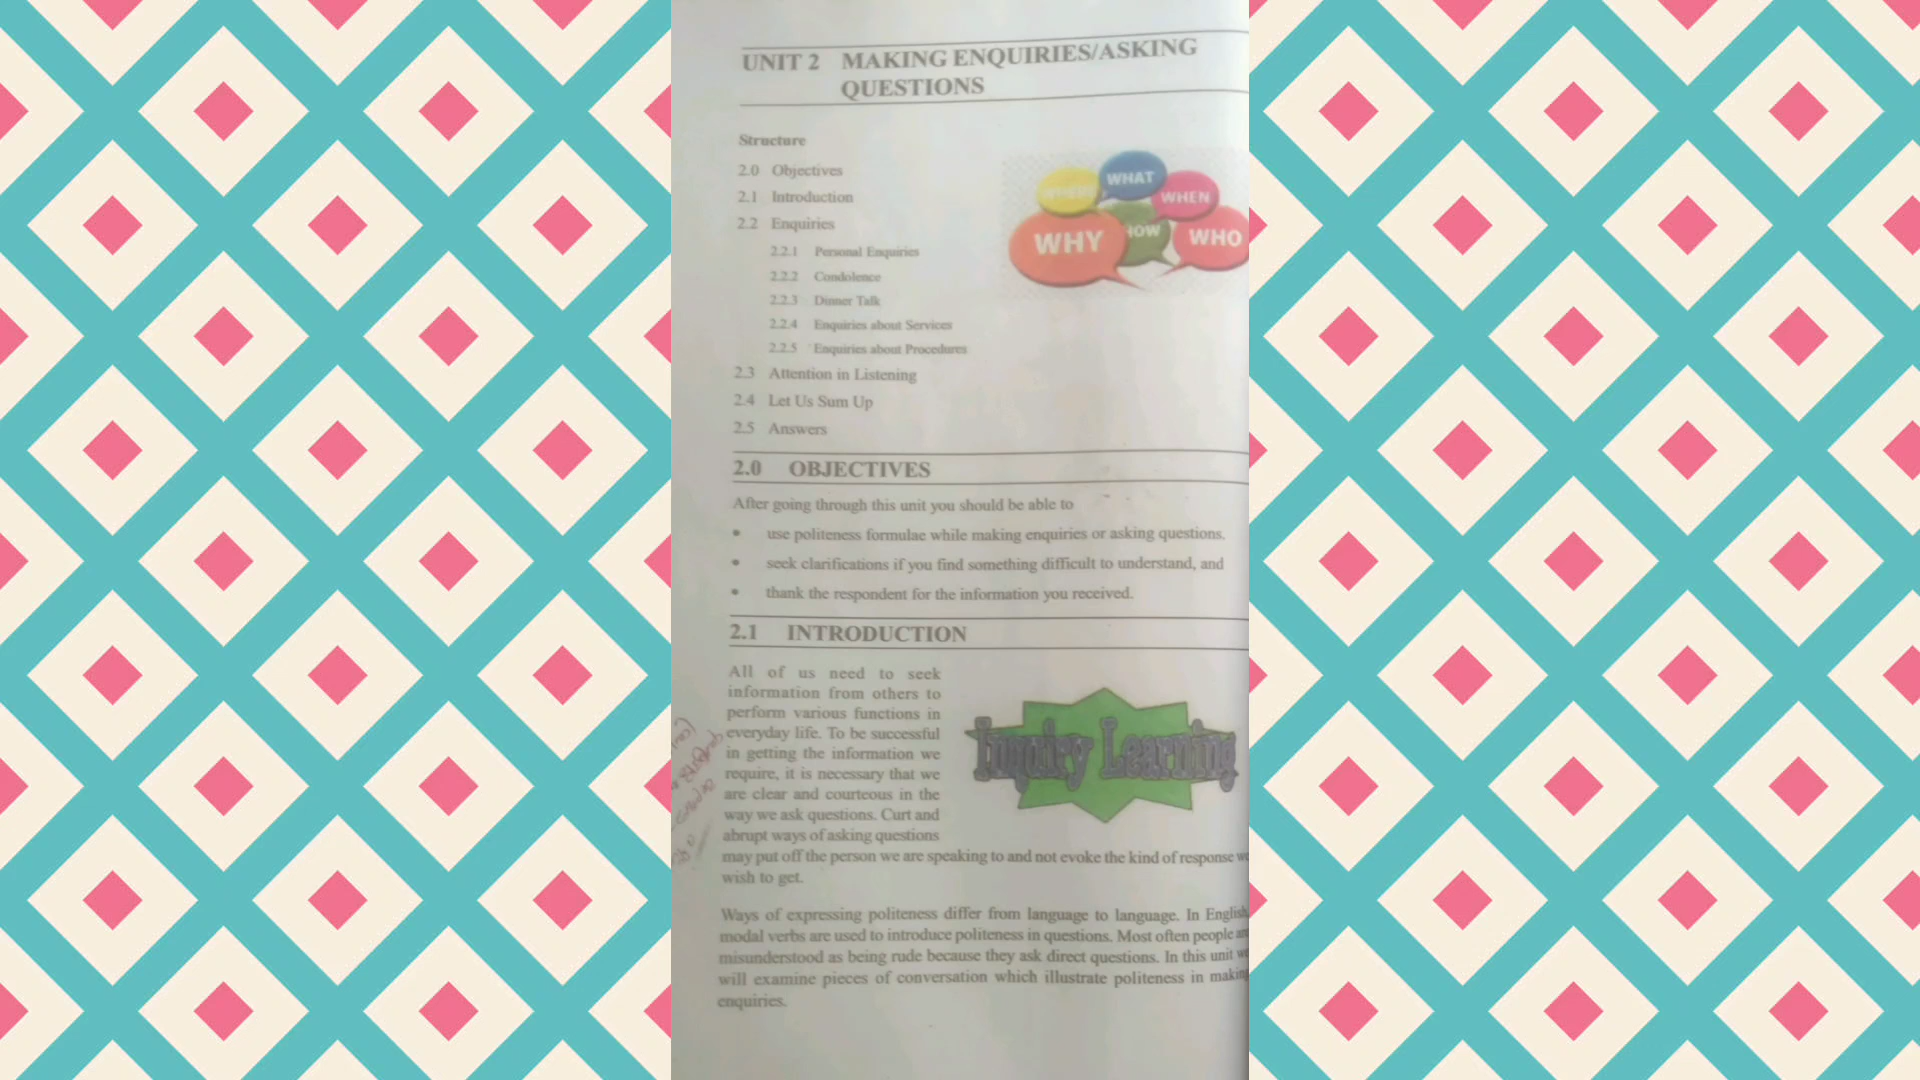 UNIT 2 MAKING ENQUIRIES/ASKING
QUESTIONS
Structure
2.0 Objectives
2.1 Introduction
2.2 Enquiries
2.2.1 Personal Enquiries
2.2.2 Condolence
2.2.3 Dinner Talk
2.2.4 Enquiries about Services
2.2.5 Enquiries about Procedures
2.3 Attention in Listening
2.4 Let Us Sum Up
2.5 Answers
WHAT
WHEN
WHY
HOW
WHO
2.0 OBJECTIVES
After going through this unit you should be able to
• use politeness formulae while making enquiries or asking questions,
• seek clarifications if you find something difficult to understand, and
• thank the respondent for the information you received.
2.1 INTRODUCTION
All of us need to seek
information from others to
perform various functions in
everyday life. To be successful
in getting the information we
require, it is necessary that we
are clear and courteous in the
way we ask questions. Curt and
abrupt ways of asking questions
may put off the person we are speaking to and not evoke the kind of response we
wish to get.
Inquiry Learning
Ways of expressing politeness differ from language to language. In English
modal verbs are used to introduce politeness in questions. Most often people
misunderstood as being rude because they ask direct questions. In this unit we
will examine pieces of conversation which illustrate politeness in making
enquiries.